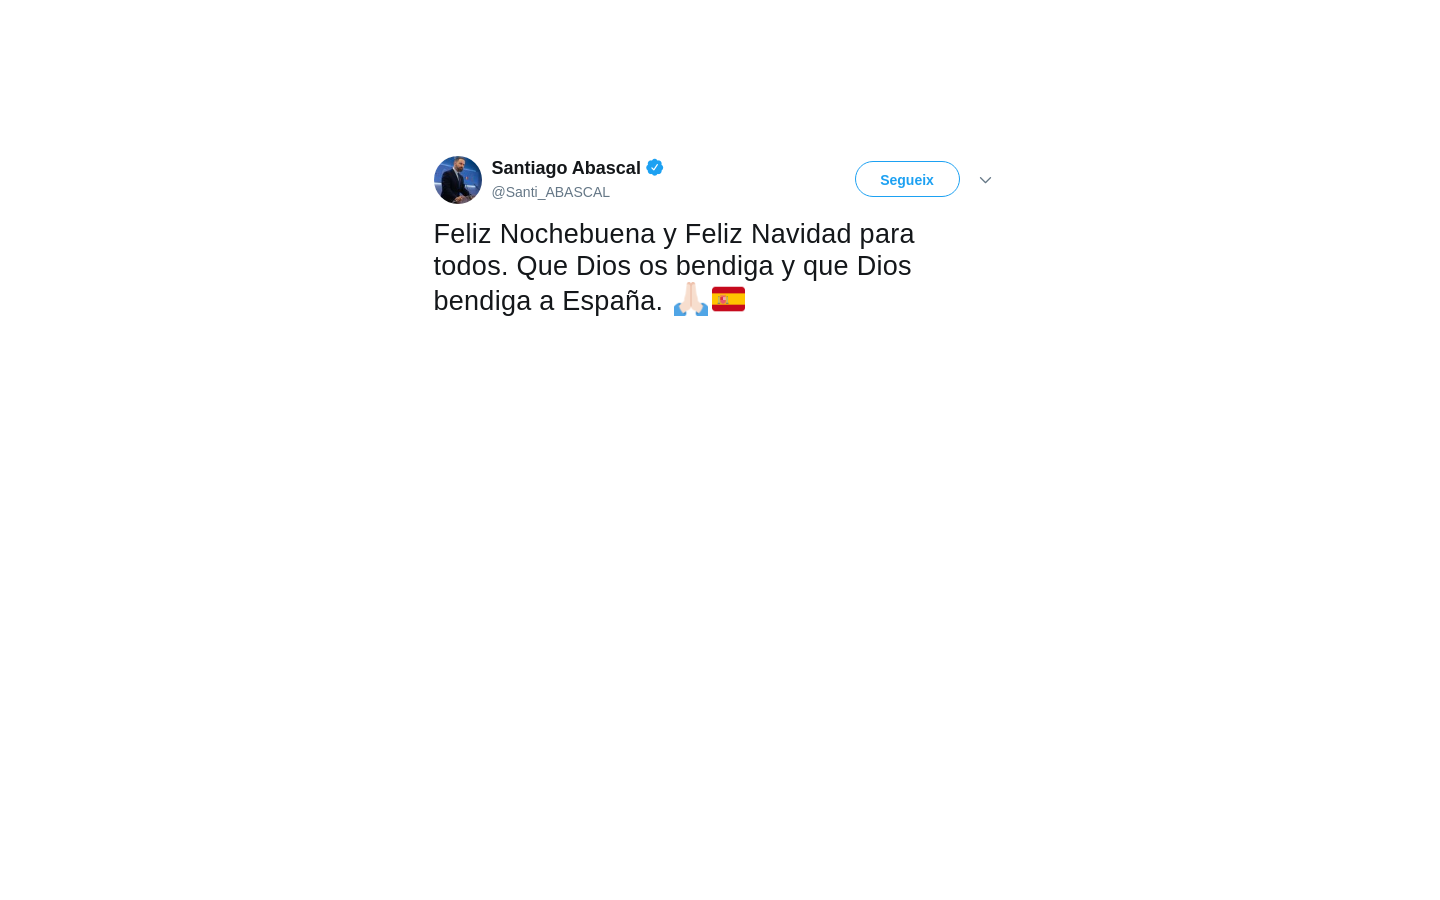 Santiago Abascal
@Santi_ABASCAL
Segueix
Feliz Nochebuena y Feliz Navidad para
todos. Que Dios os bendiga y que Dios
bendiga a España. 🙏🏻🇪🇸